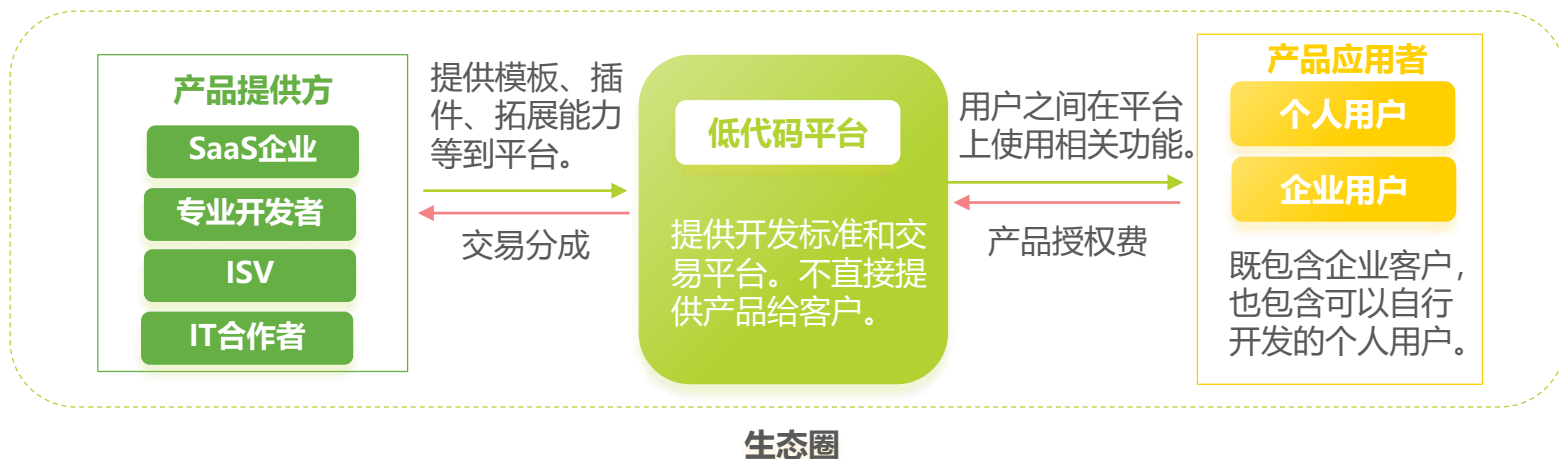 产品提供方
SaaS企业
专业开发者
ISV
IT合作者
提供模板、插
件、拓展能力
等到平台。
交易分成
低代码平台
提供开发标准和交
易平台。不直接提
供产品给客户。
用户之间在平台
上使用相关功能。
产品授权费
产品应用者
个人用户
企业用户
既包含企业客户，
也包含可以自行
开发的个人用户。
生态圈